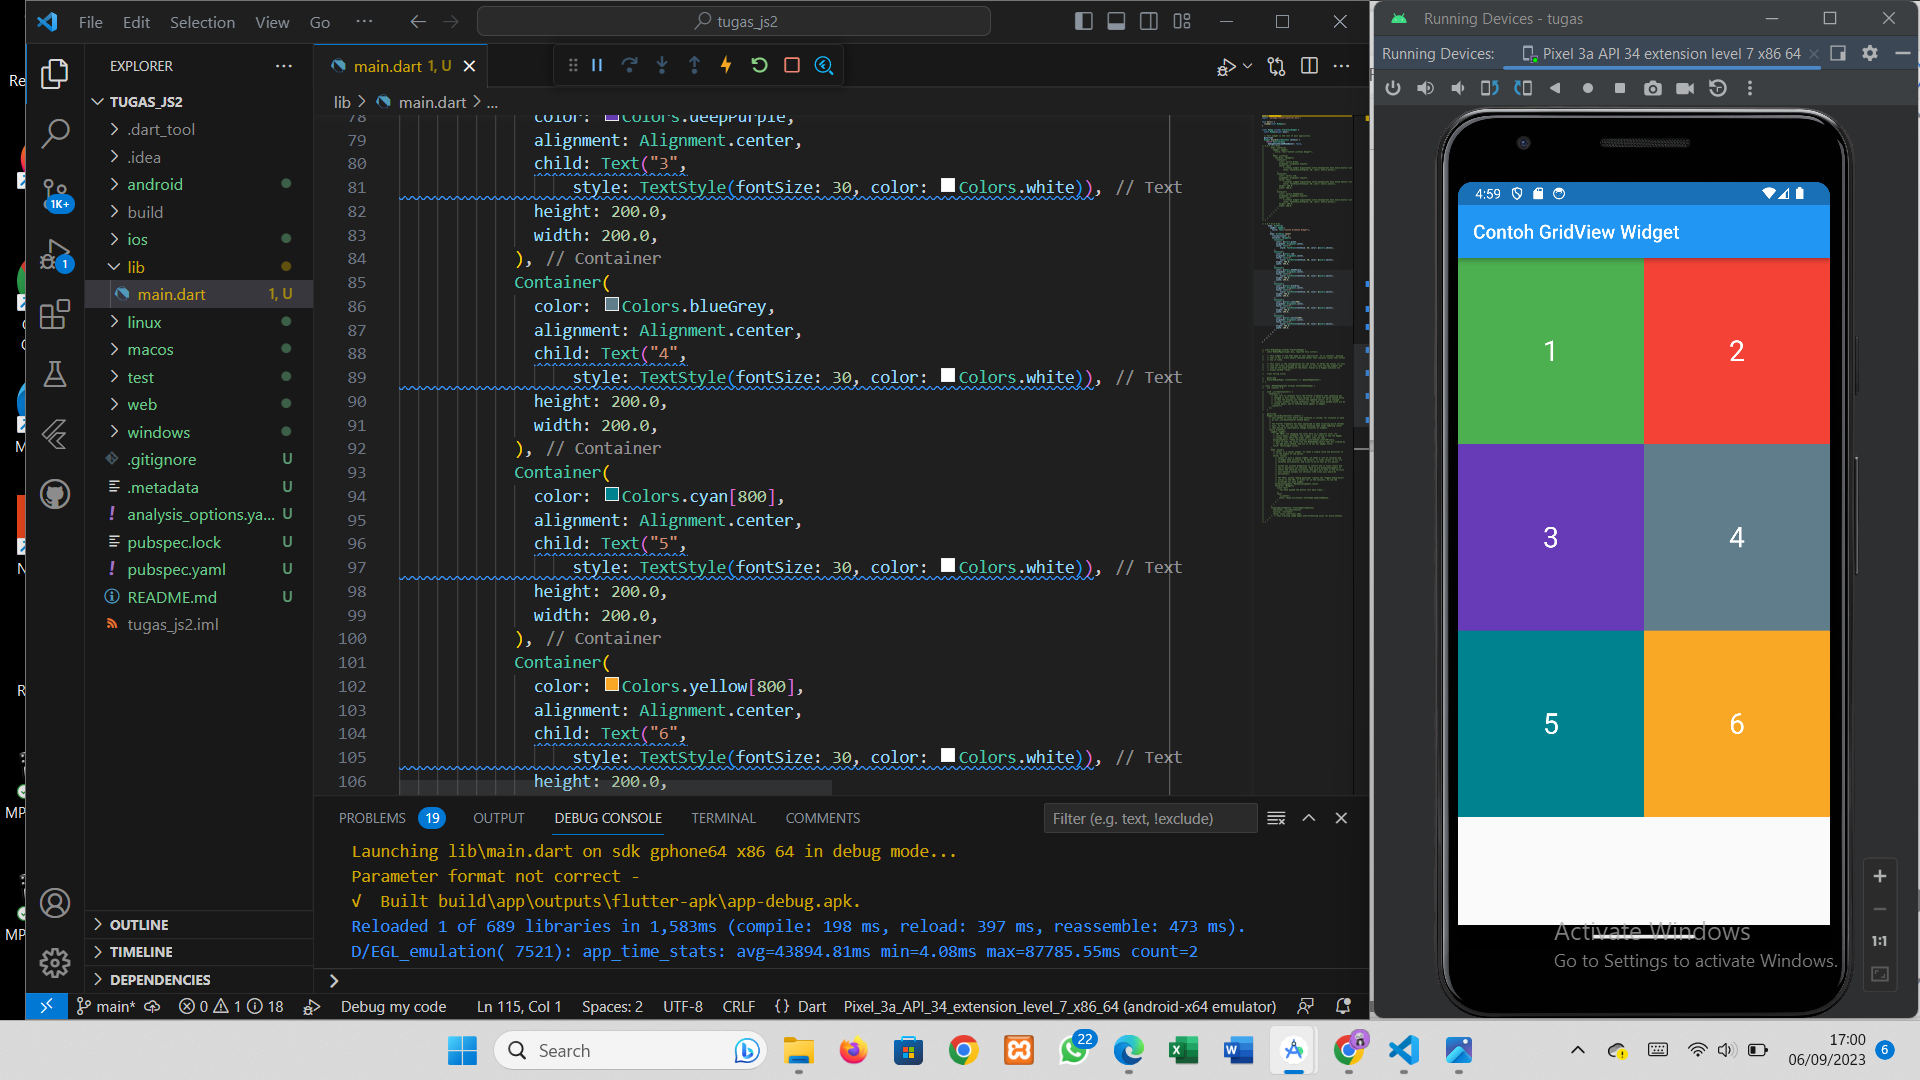 File Edit Selection View Go ··· tugas_js2
EXPLORER
TUGAS_JS2
.dart_tool
.idea
android
build
ios
lib
main.dart 1, U
linux
macos
test
web
windows
.gitignore U
.metadata U
analysis_options.ya... U
pubspec.lock U
pubspec.yaml U
README.md U
tugas_js2.iml
OUTLINE
TIMELINE
DEPENDENCIES
1K+
1
main.dart 1, U
lib > main.dart > ...
78 color: Colors.deepPurple,
79 alignment: Alignment.center,
80 child: Text("3",
81 style: TextStyle(fontSize: 30, color: Colors.white)), // Text
82 height: 200.0,
83 width: 200.0,
84 ), // Container
85 Container(
86 color: Colors.blueGrey,
87 alignment: Alignment.center,
88 child: Text("4",
89 style: TextStyle(fontSize: 30, color: Colors.white)), // Text
90 height: 200.0,
91 width: 200.0,
92 ), // Container
93 Container(
94 color: Colors.cyan[800],
95 alignment: Alignment.center,
96 child: Text("5",
97 style: TextStyle(fontSize: 30, color: Colors.white)), // Text
98 height: 200.0,
99 width: 200.0,
100 ), // Container
101 Container(
102 color: Colors.yellow[800],
103 alignment: Alignment.center,
104 child: Text("6",
105 style: TextStyle(fontSize: 30, color: Colors.white)), // Text
106 height: 200.0,
PROBLEMS 19 OUTPUT DEBUG CONSOLE TERMINAL COMMENTS Filter (e.g. text, !exclude)
Launching lib\main.dart on sdk gphone64 x86 64 in debug mode...
Parameter format not correct -
√ Built build\app\outputs\flutter-apk\app-debug.apk.
Reloaded 1 of 689 libraries in 1,583ms (compile: 198 ms, reload: 397 ms, reassemble: 473 ms).
D/EGL_emulation( 7521): app_time_stats: avg=43894.81ms min=4.08ms max=87785.55ms count=2
main* 0 1 18 Debug my code Ln 115, Col 1 Spaces: 2 UTF-8 CRLF {} Dart Pixel_3a_API_34_extension_level_7_x86_64 (android-x64 emulator)
Running Devices - tugas
Running Devices: Pixel 3a API 34 extension level 7 x86 64
4:59
Contoh GridView Widget
1 2
3 4
5 6
1:1
Activate Windows
Go to Settings to activate Windows.
Search
22
17:00
06/09/2023
6